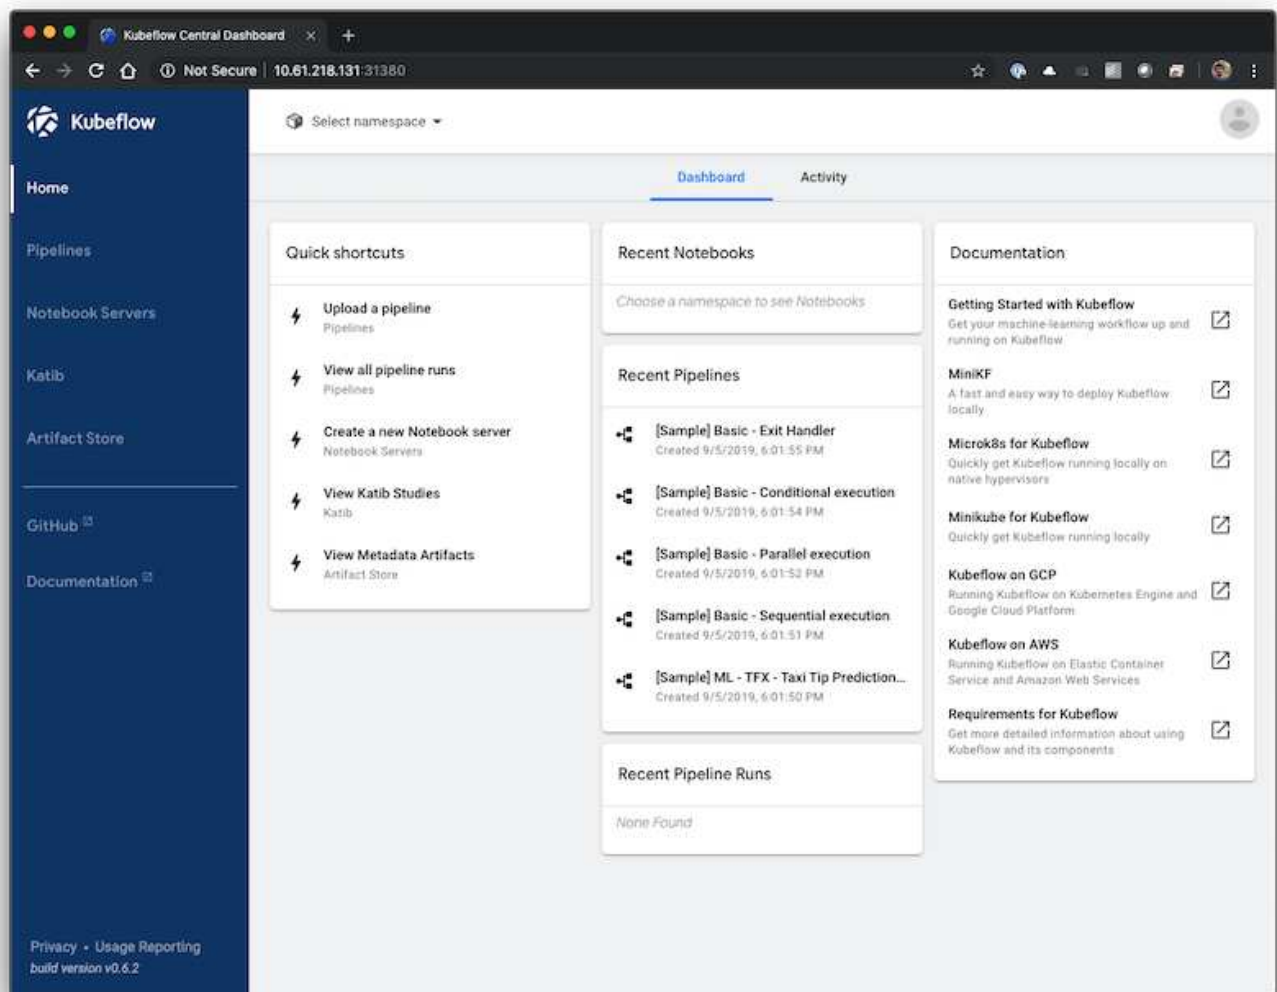 Kubeflow Central Dashboard
Not Secure | 10.61.218.131:31380
Kubeflow
Select namespace
Home
Pipelines
Notebook Servers
Katib
Artifact Store
GitHub
Documentation
Privacy • Usage Reporting
build version v0.6.2
Dashboard
Activity
Quick shortcuts
Upload a pipeline
Pipelines
View all pipeline runs
Pipelines
Create a new Notebook server
Notebook Servers
View Katib Studies
Katib
View Metadata Artifacts
Artifact Store
Recent Notebooks
Choose a namespace to see Notebooks
Recent Pipelines
[Sample] Basic - Exit Handler
Created 9/5/2019, 6:01:55 PM
[Sample] Basic - Conditional execution
Created 9/5/2019, 6:01:54 PM
[Sample] Basic - Parallel execution
Created 9/5/2019, 6:01:52 PM
[Sample] Basic - Sequential execution
Created 9/5/2019, 6:01:51 PM
[Sample] ML - TFX - Taxi Tip Prediction...
Created 9/5/2019, 6:01:50 PM
Recent Pipeline Runs
None Found
Documentation
Getting Started with Kubeflow
Get your machine-learning workflow up and
running on Kubeflow
MiniKF
A fast and easy way to deploy Kubeflow
locally
Microk8s for Kubeflow
Quickly get Kubeflow running locally on
native hypervisors
Minikube for Kubeflow
Quickly get Kubeflow running locally
Kubeflow on GCP
Running Kubeflow on Kubernetes Engine and
Google Cloud Platform
Kubeflow on AWS
Running Kubeflow on Elastic Container
Service and Amazon Web Services
Requirements for Kubeflow
Get more detailed information about using
Kubeflow and its components